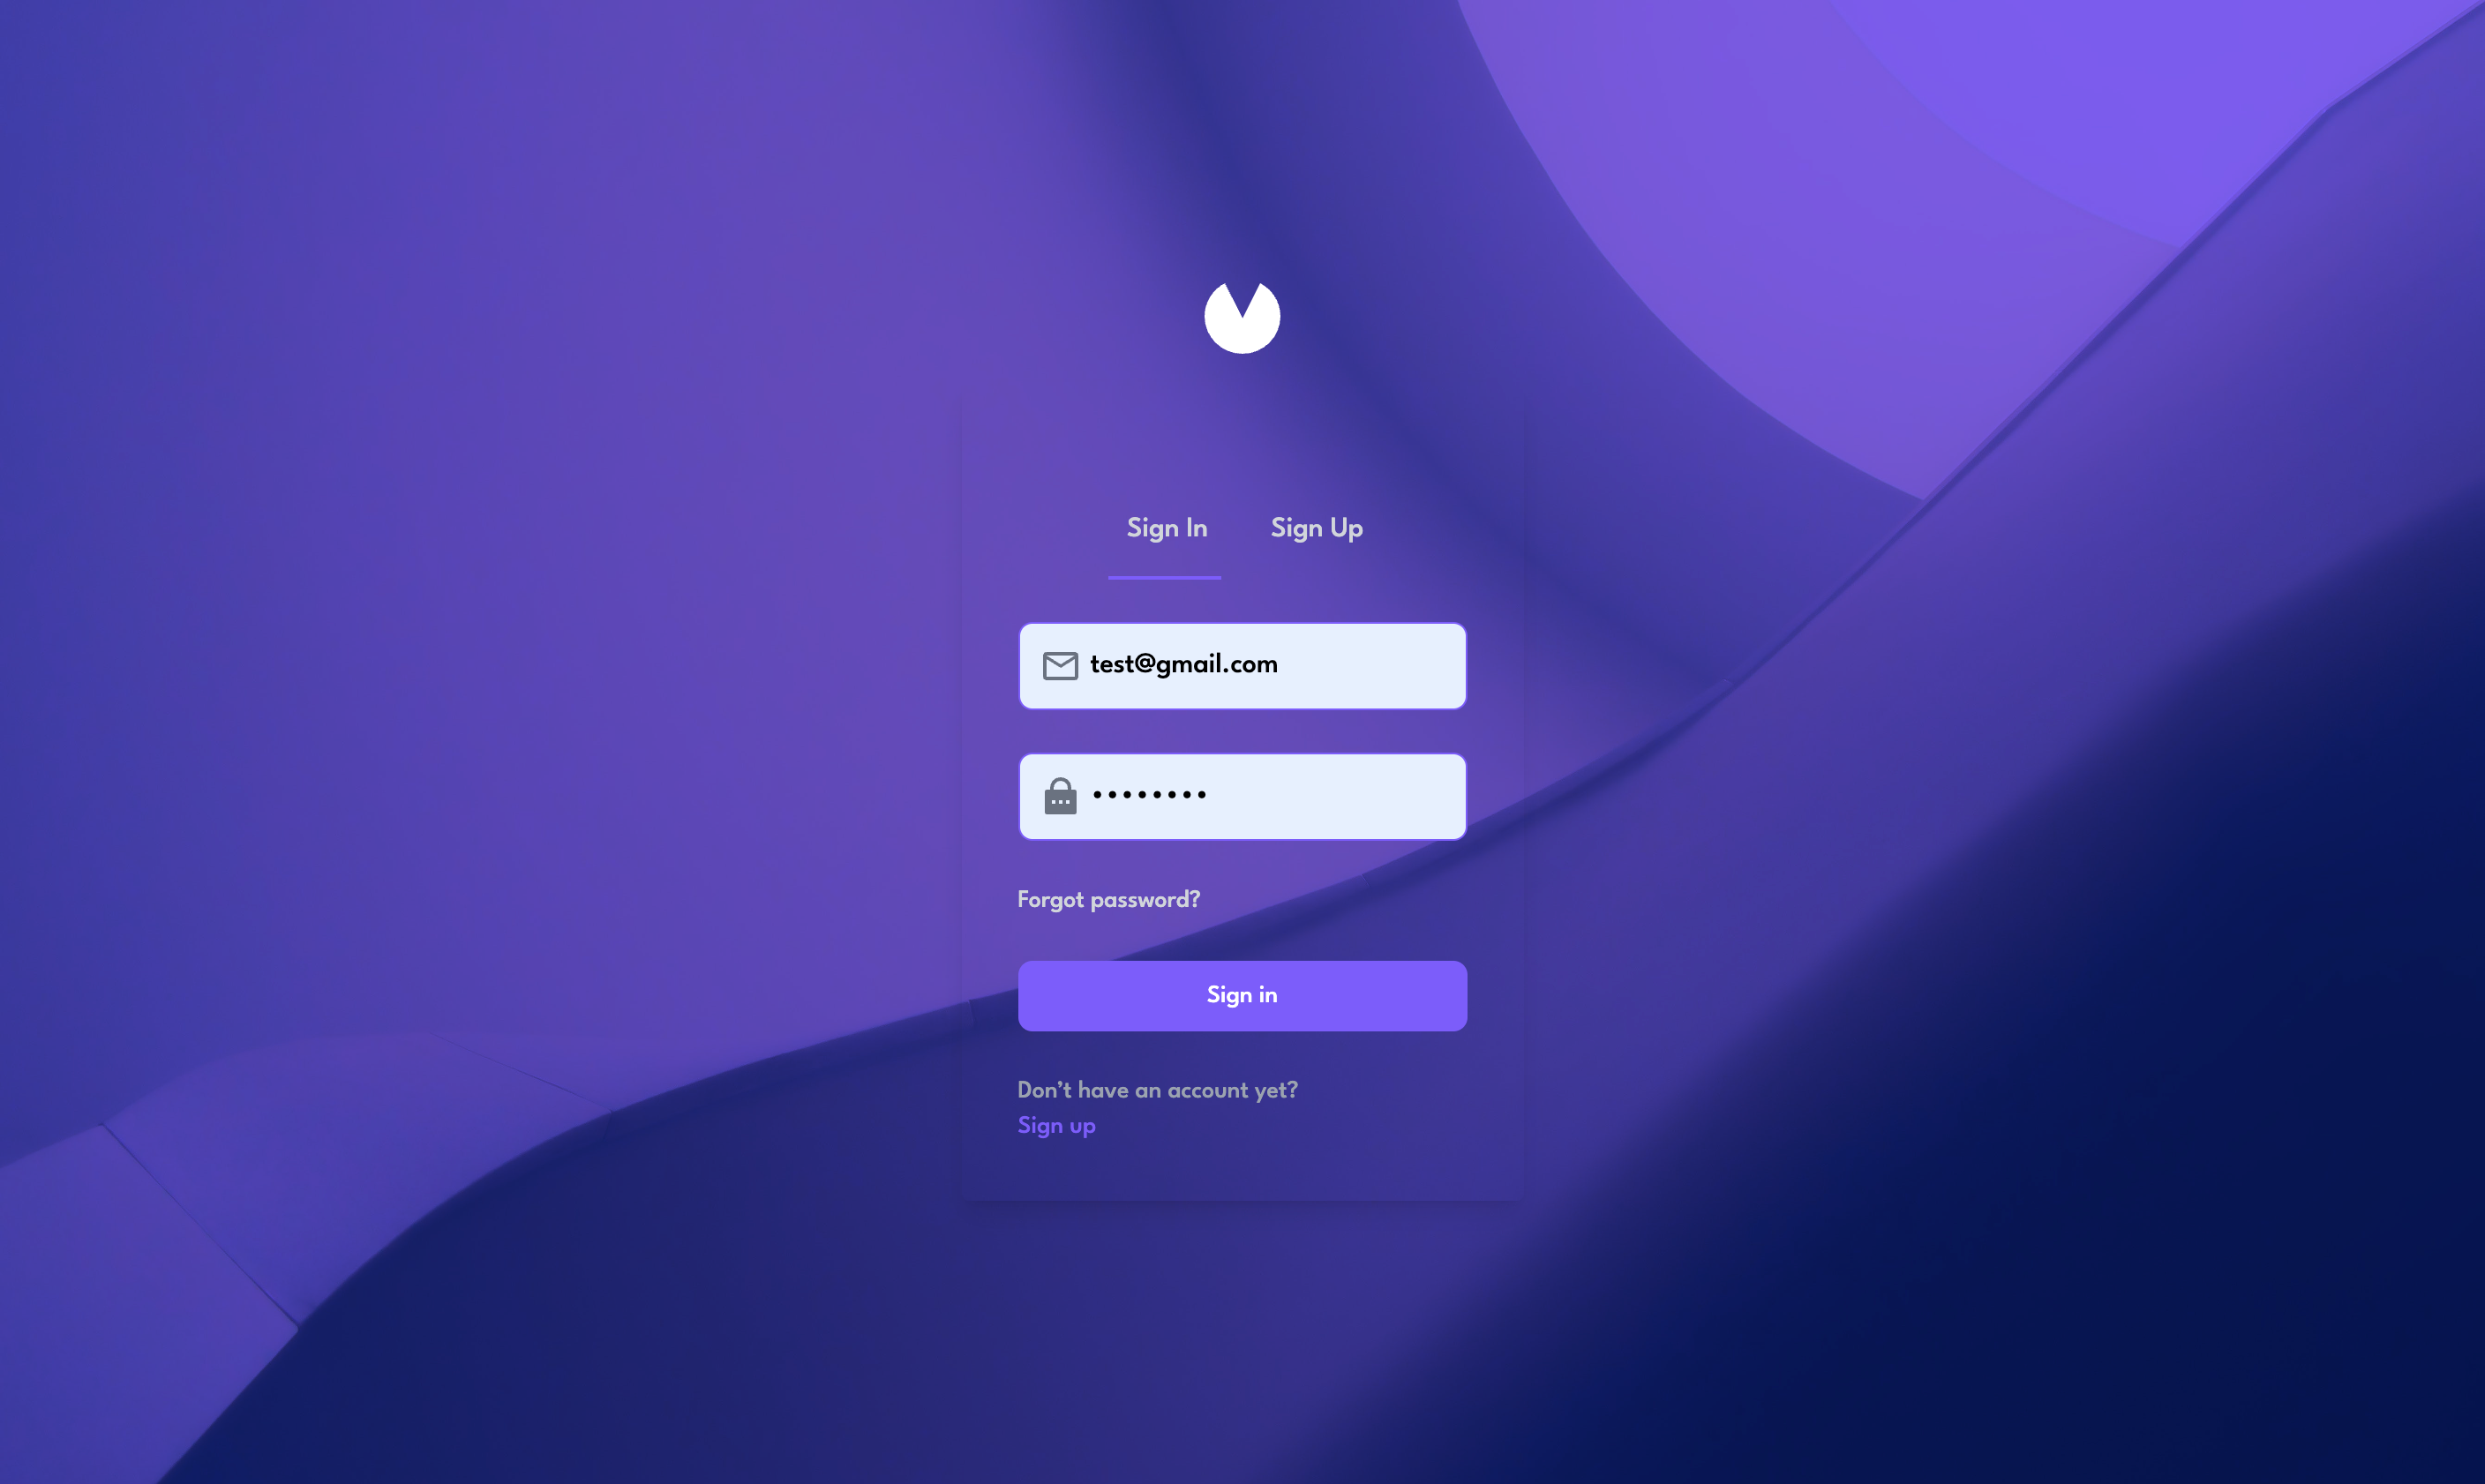 Sign In Sign Up
test@gmail.com
••••••••
Forgot password?
Sign in
Don't have an account yet?
Sign up